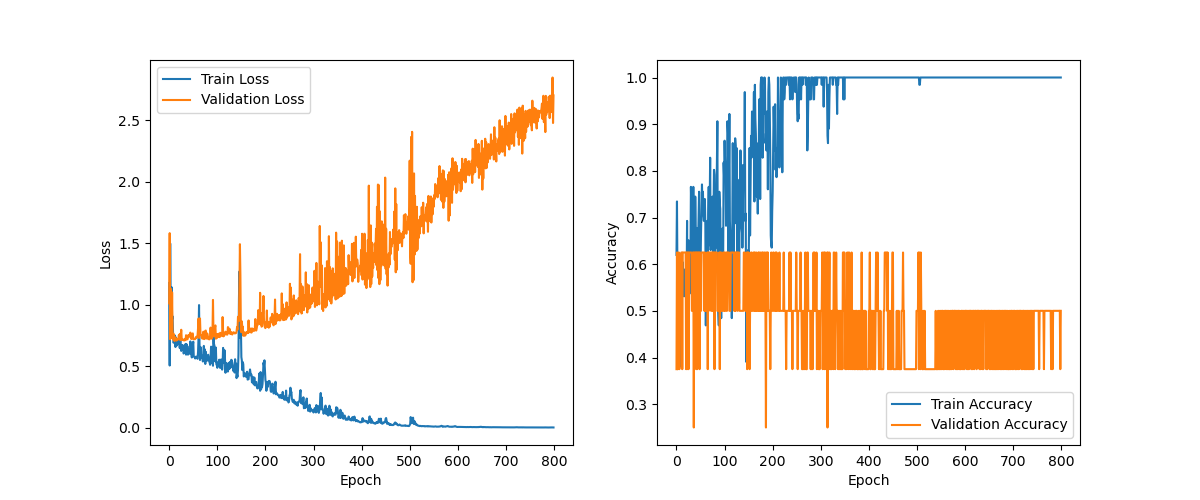 Train Loss
Validation Loss
2.5
2.0
1.5
1.0
0.5
0.0
Loss
0 100 200 300 400 500 600 700 800
Epoch
1.0
0.9
0.8
0.7
0.6
0.5
0.4
0.3
Accuracy
Train Accuracy
Validation Accuracy
0 100 200 300 400 500 600 700 800
Epoch